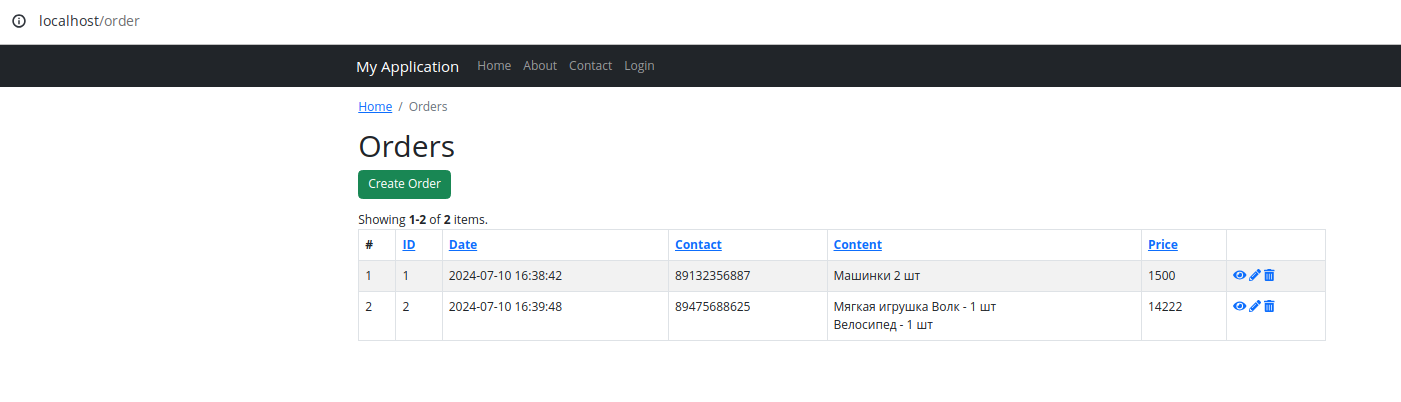 localhost/order
My Application Home About Contact Login
Home / Orders
Orders
Create Order
Showing 1-2 of 2 items.
# ID Date Contact Content Price
1 1 2024-07-10 16:38:42 89132356887 Машинки 2 шт 1500
2 2 2024-07-10 16:39:48 89475688625 Мягкая игрушка Волк - 1 шт 14222
Велосипед - 1 шт